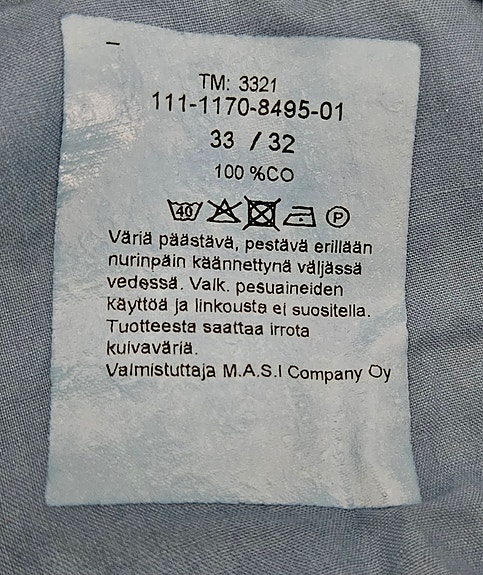 TM: 3321
111-1170-8495-01
33 / 32
100 %CO
40 P
Väriä päästävä, pestävä erillään
nurinpäin käännettynä väljässä
vedessä. Valk. pesuaineiden
käyttöä ja linkousta ei suositella.
Tuotteesta saattaa irrota
kuivaväriä.
Valmistuttaja M.A.S.I Company Oy